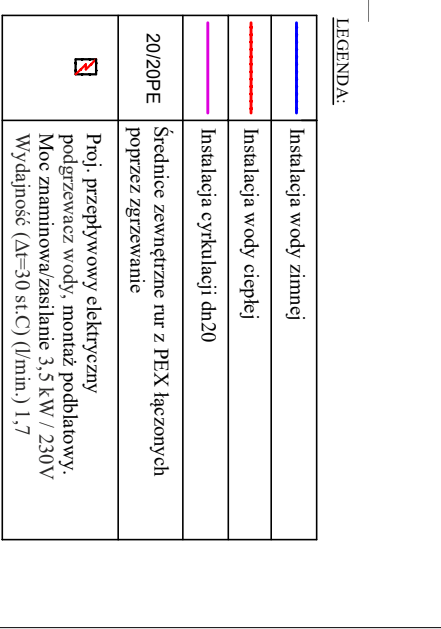 LEGENDA:
Instalacja wody zimnej
Instalacja wody ciepłej
Instalacja cyrkulacji dn20
20/20PE
Średnice zewnętrzne rur z PEX łączonych
poprzez zgrzewanie
Proj. przepływowy elektryczny
podgrzewacz wody, montaż podblatowy.
Moc znaminowa/zasilanie 3,5 kW / 230V
Wydajność (Δt=30 st.C) (l/min.) 1,7